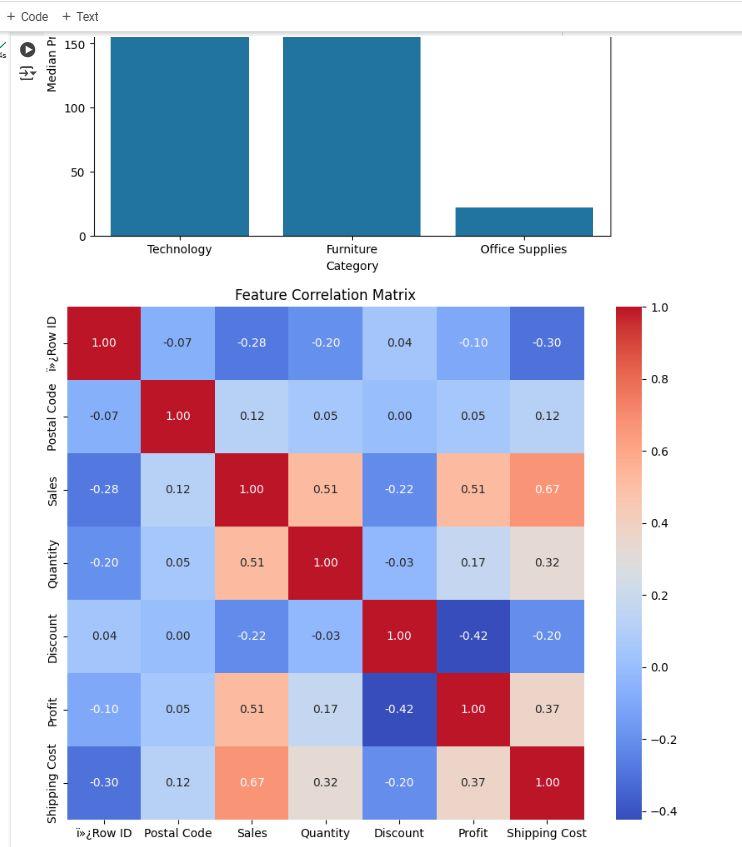 + Code + Text
Median Pr
150
100
50
0
Technology Furniture Office Supplies
Category
Feature Correlation Matrix
ï»¿Row ID 1.00 -0.07 -0.28 -0.20 0.04 -0.10 -0.30
Postal Code -0.07 1.00 0.12 0.05 0.00 0.05 0.12
Sales -0.28 0.12 1.00 0.51 -0.22 0.51 0.67
Quantity -0.20 0.05 0.51 1.00 -0.03 0.17 0.32
Discount 0.04 0.00 -0.22 -0.03 1.00 -0.42 -0.20
Profit -0.10 0.05 0.51 0.17 -0.42 1.00 0.37
Shipping Cost -0.30 0.12 0.67 0.32 -0.20 0.37 1.00
ï»¿Row ID Postal Code Sales Quantity Discount Profit Shipping Cost
1.0
0.8
0.6
0.4
0.2
0.0
−0.2
−0.4